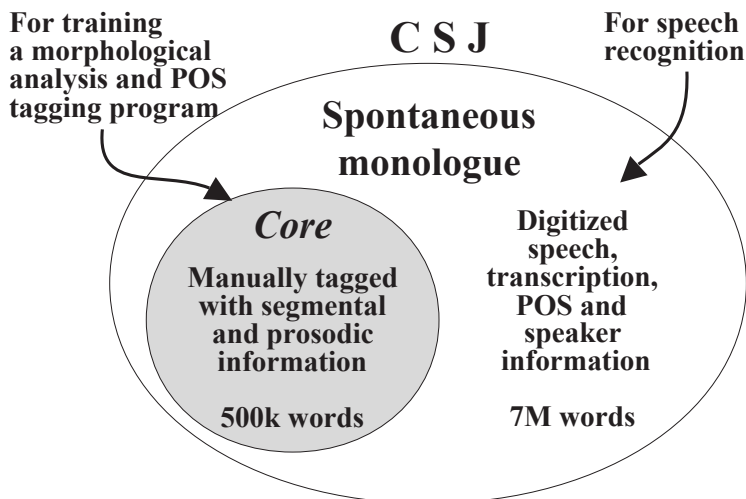 For training
a morphological
analysis and POS
tagging program
C S J
For speech
recognition
Spontaneous
monologue
Core
Manually tagged
with segmental
and prosodic
information
500k words
Digitized
speech,
transcription,
POS and
speaker
information
7M words